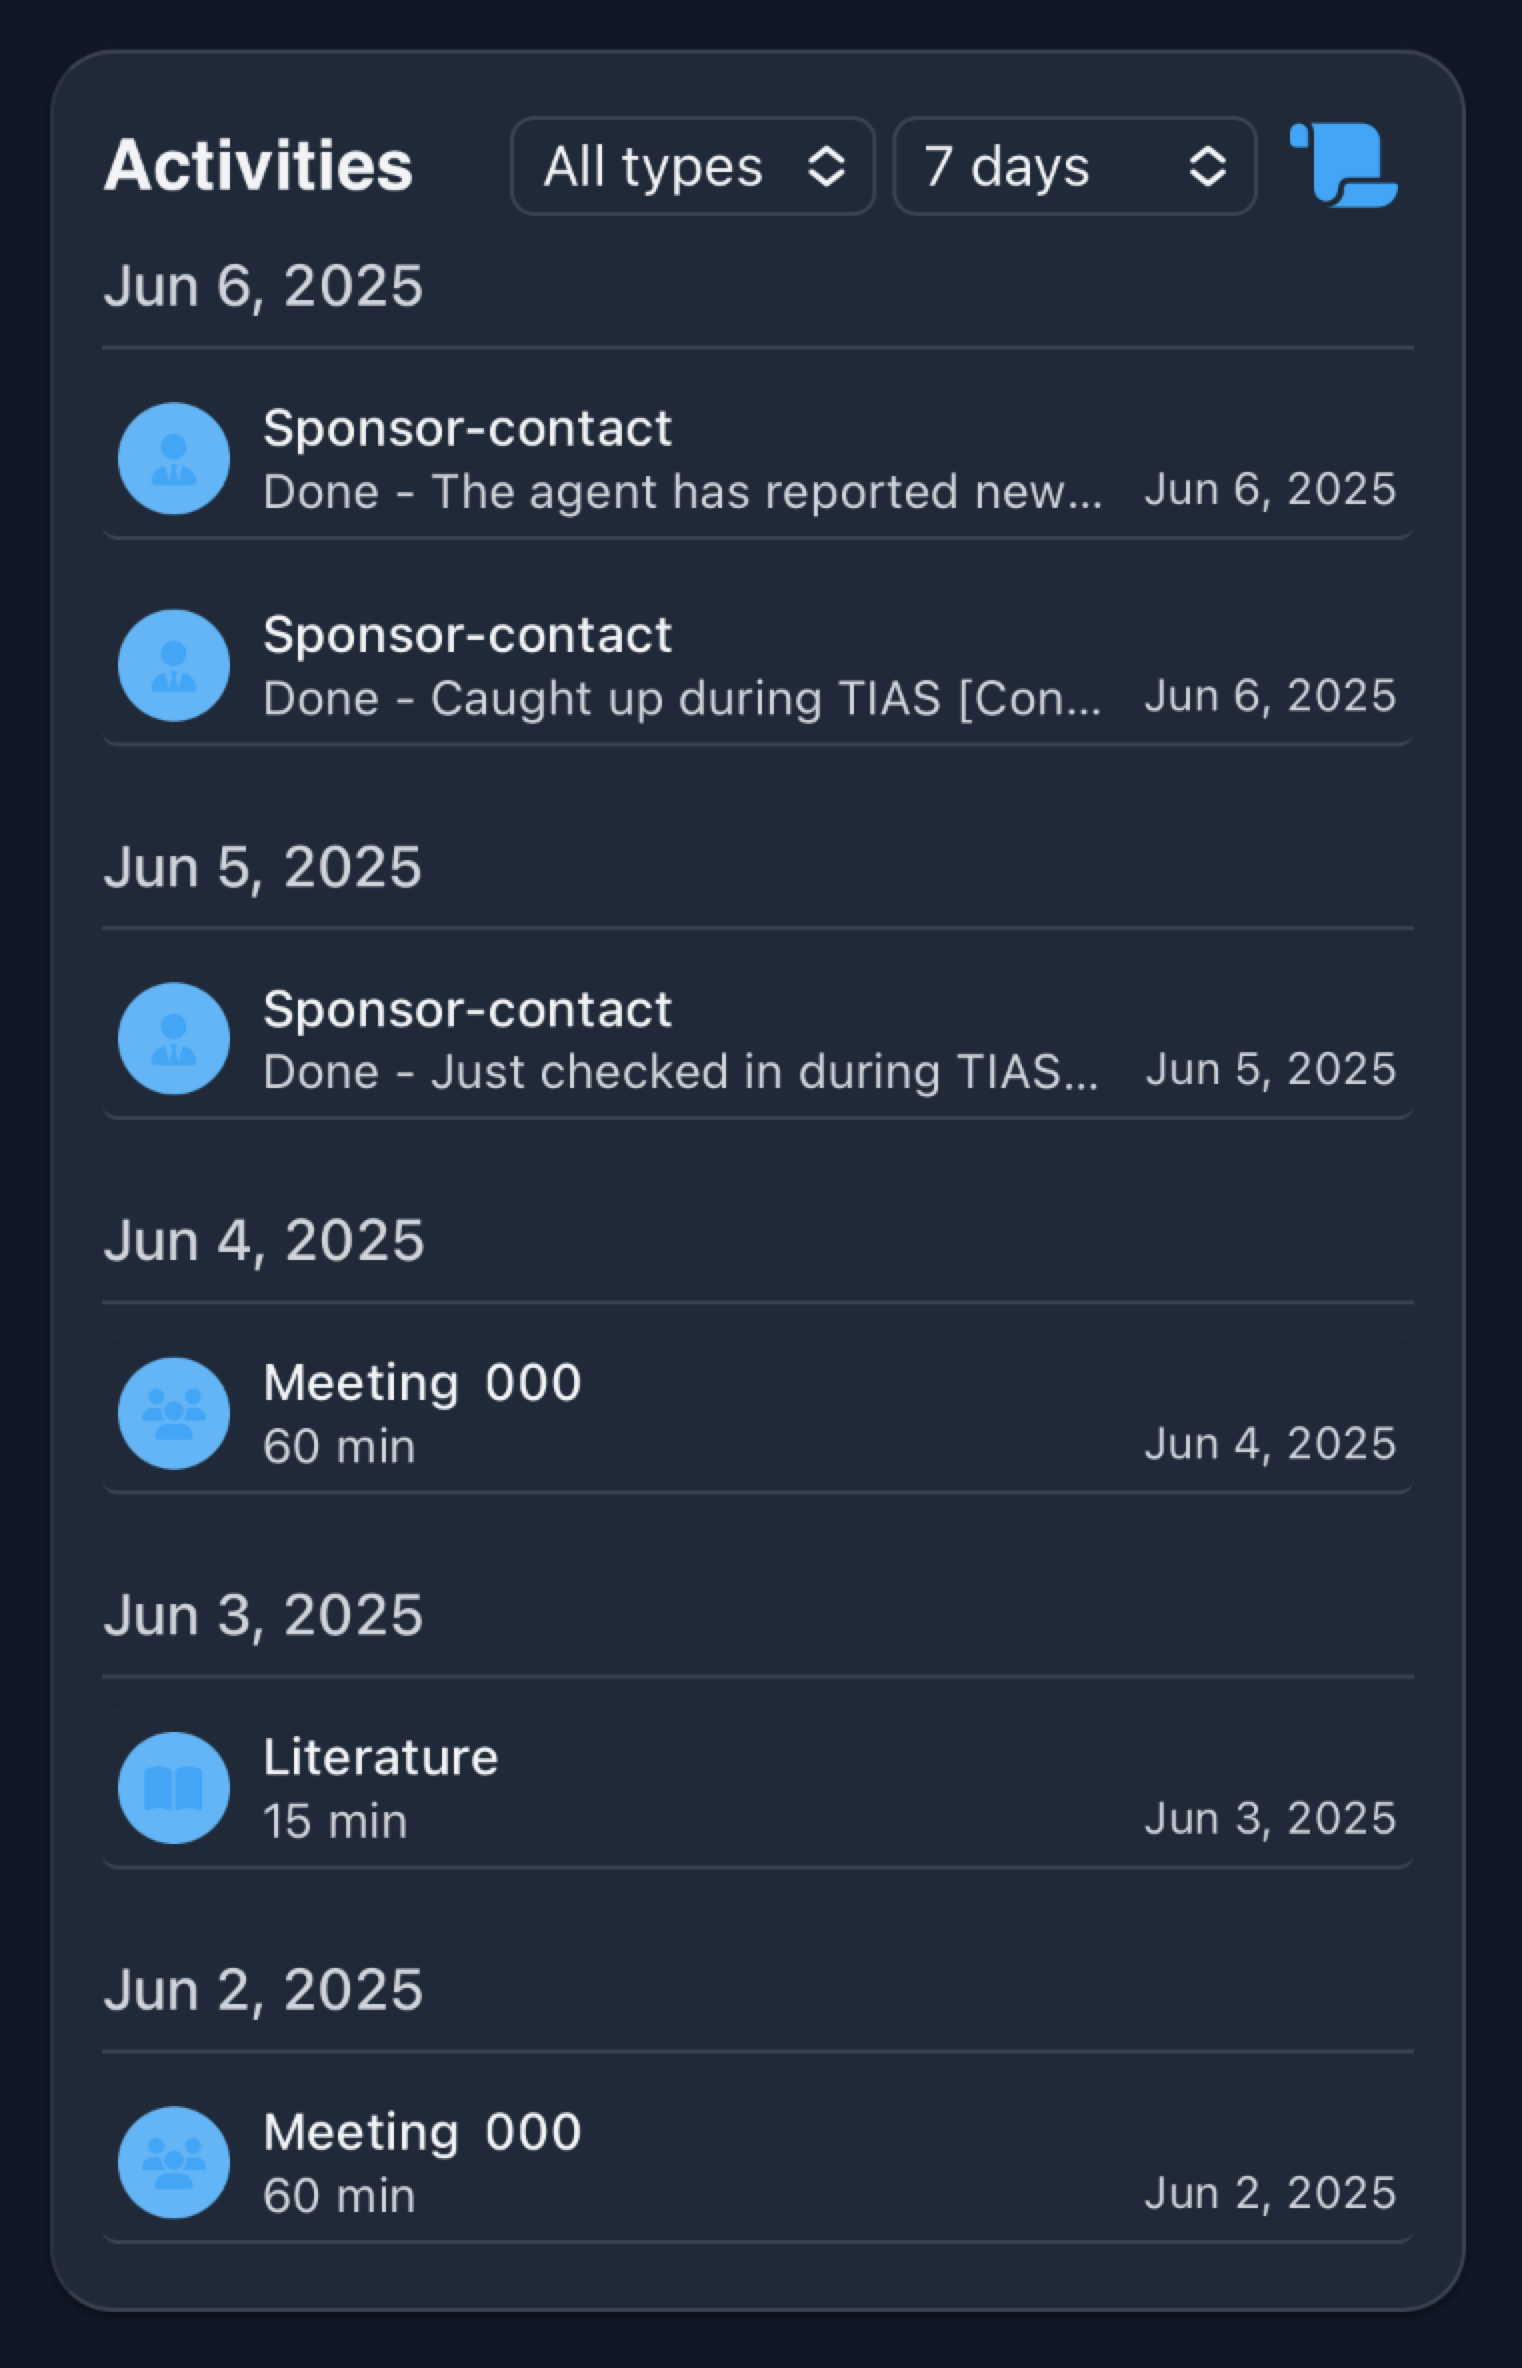 Activities
All types
7 days
Jun 6, 2025
Sponsor-contact
Done - The agent has reported new... Jun 6, 2025
Sponsor-contact
Done - Caught up during TIAS [Con... Jun 6, 2025
Jun 5, 2025
Sponsor-contact
Done - Just checked in during TIAS... Jun 5, 2025
Jun 4, 2025
Meeting 000
60 min Jun 4, 2025
Jun 3, 2025
Literature
15 min Jun 3, 2025
Jun 2, 2025
Meeting 000
60 min Jun 2, 2025